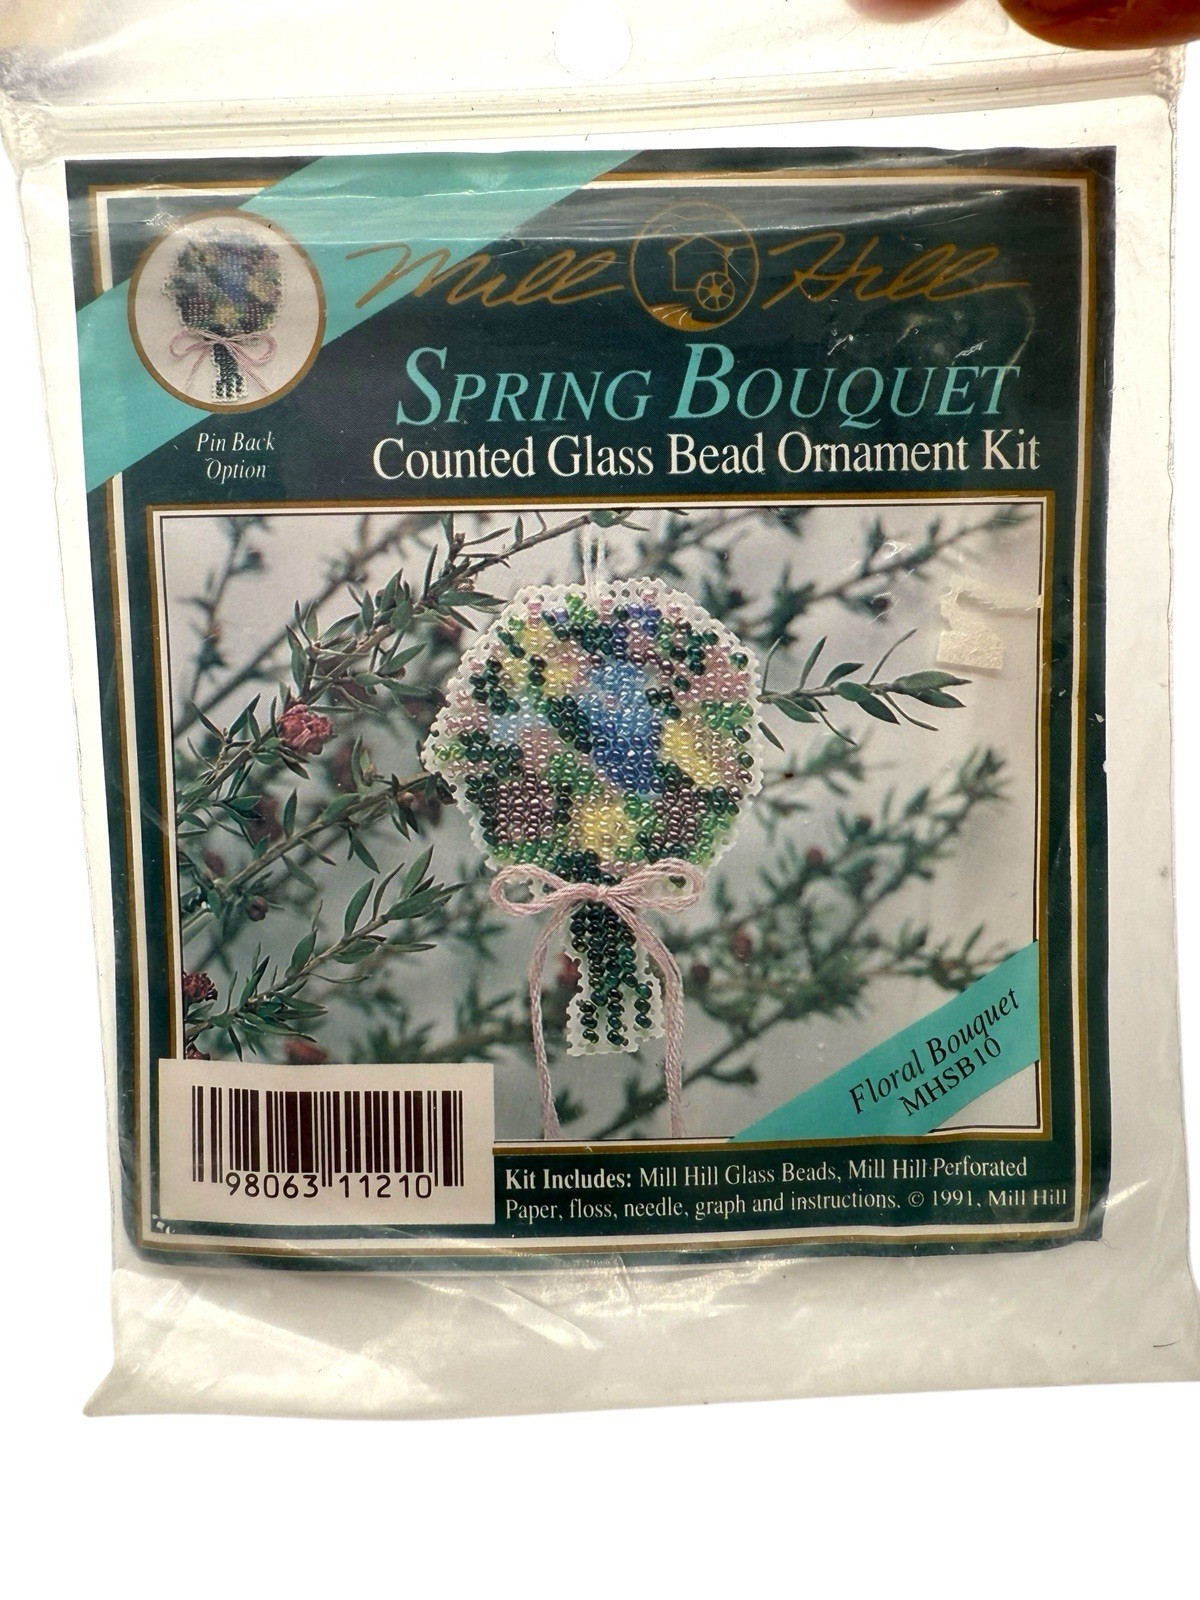 Mill Hill
SPRING BOUQUET
Counted Glass Bead Ornament Kit
Pin Back
Option
Floral Bouquet
MHSB10
98063 11210
Kit Includes: Mill Hill Glass Beads, Mill Hill Perforated
Paper, floss, needle, graph and instructions. © 1991, Mill Hill